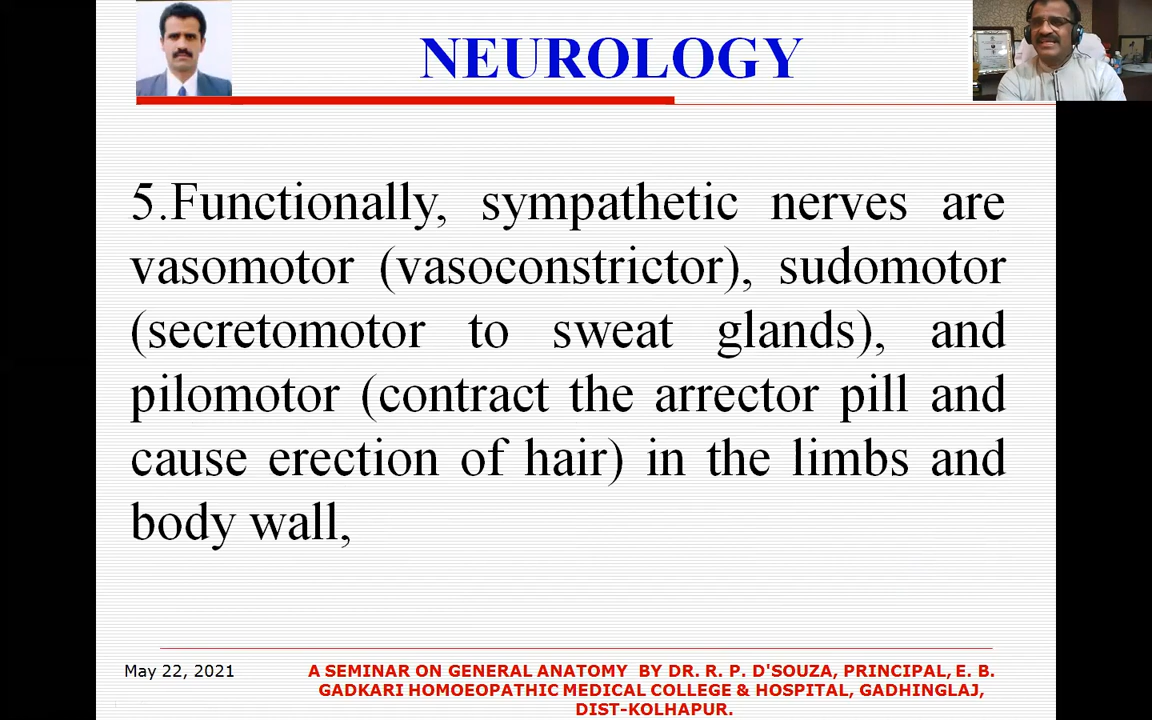 NEUROLOGY
5.Functionally, sympathetic nerves are
vasomotor (vasoconstrictor), sudomotor
(secretomotor to sweat glands), and
pilomotor (contract the arrector pill and
cause erection of hair) in the limbs and
body wall,
May 22, 2021
A SEMINAR ON GENERAL ANATOMY BY DR. R. P. D'SOUZA, PRINCIPAL, E. B.
GADKARI HOMOEOPATHIC MEDICAL COLLEGE & HOSPITAL, GADHINGLAJ,
DIST-KOLHAPUR.